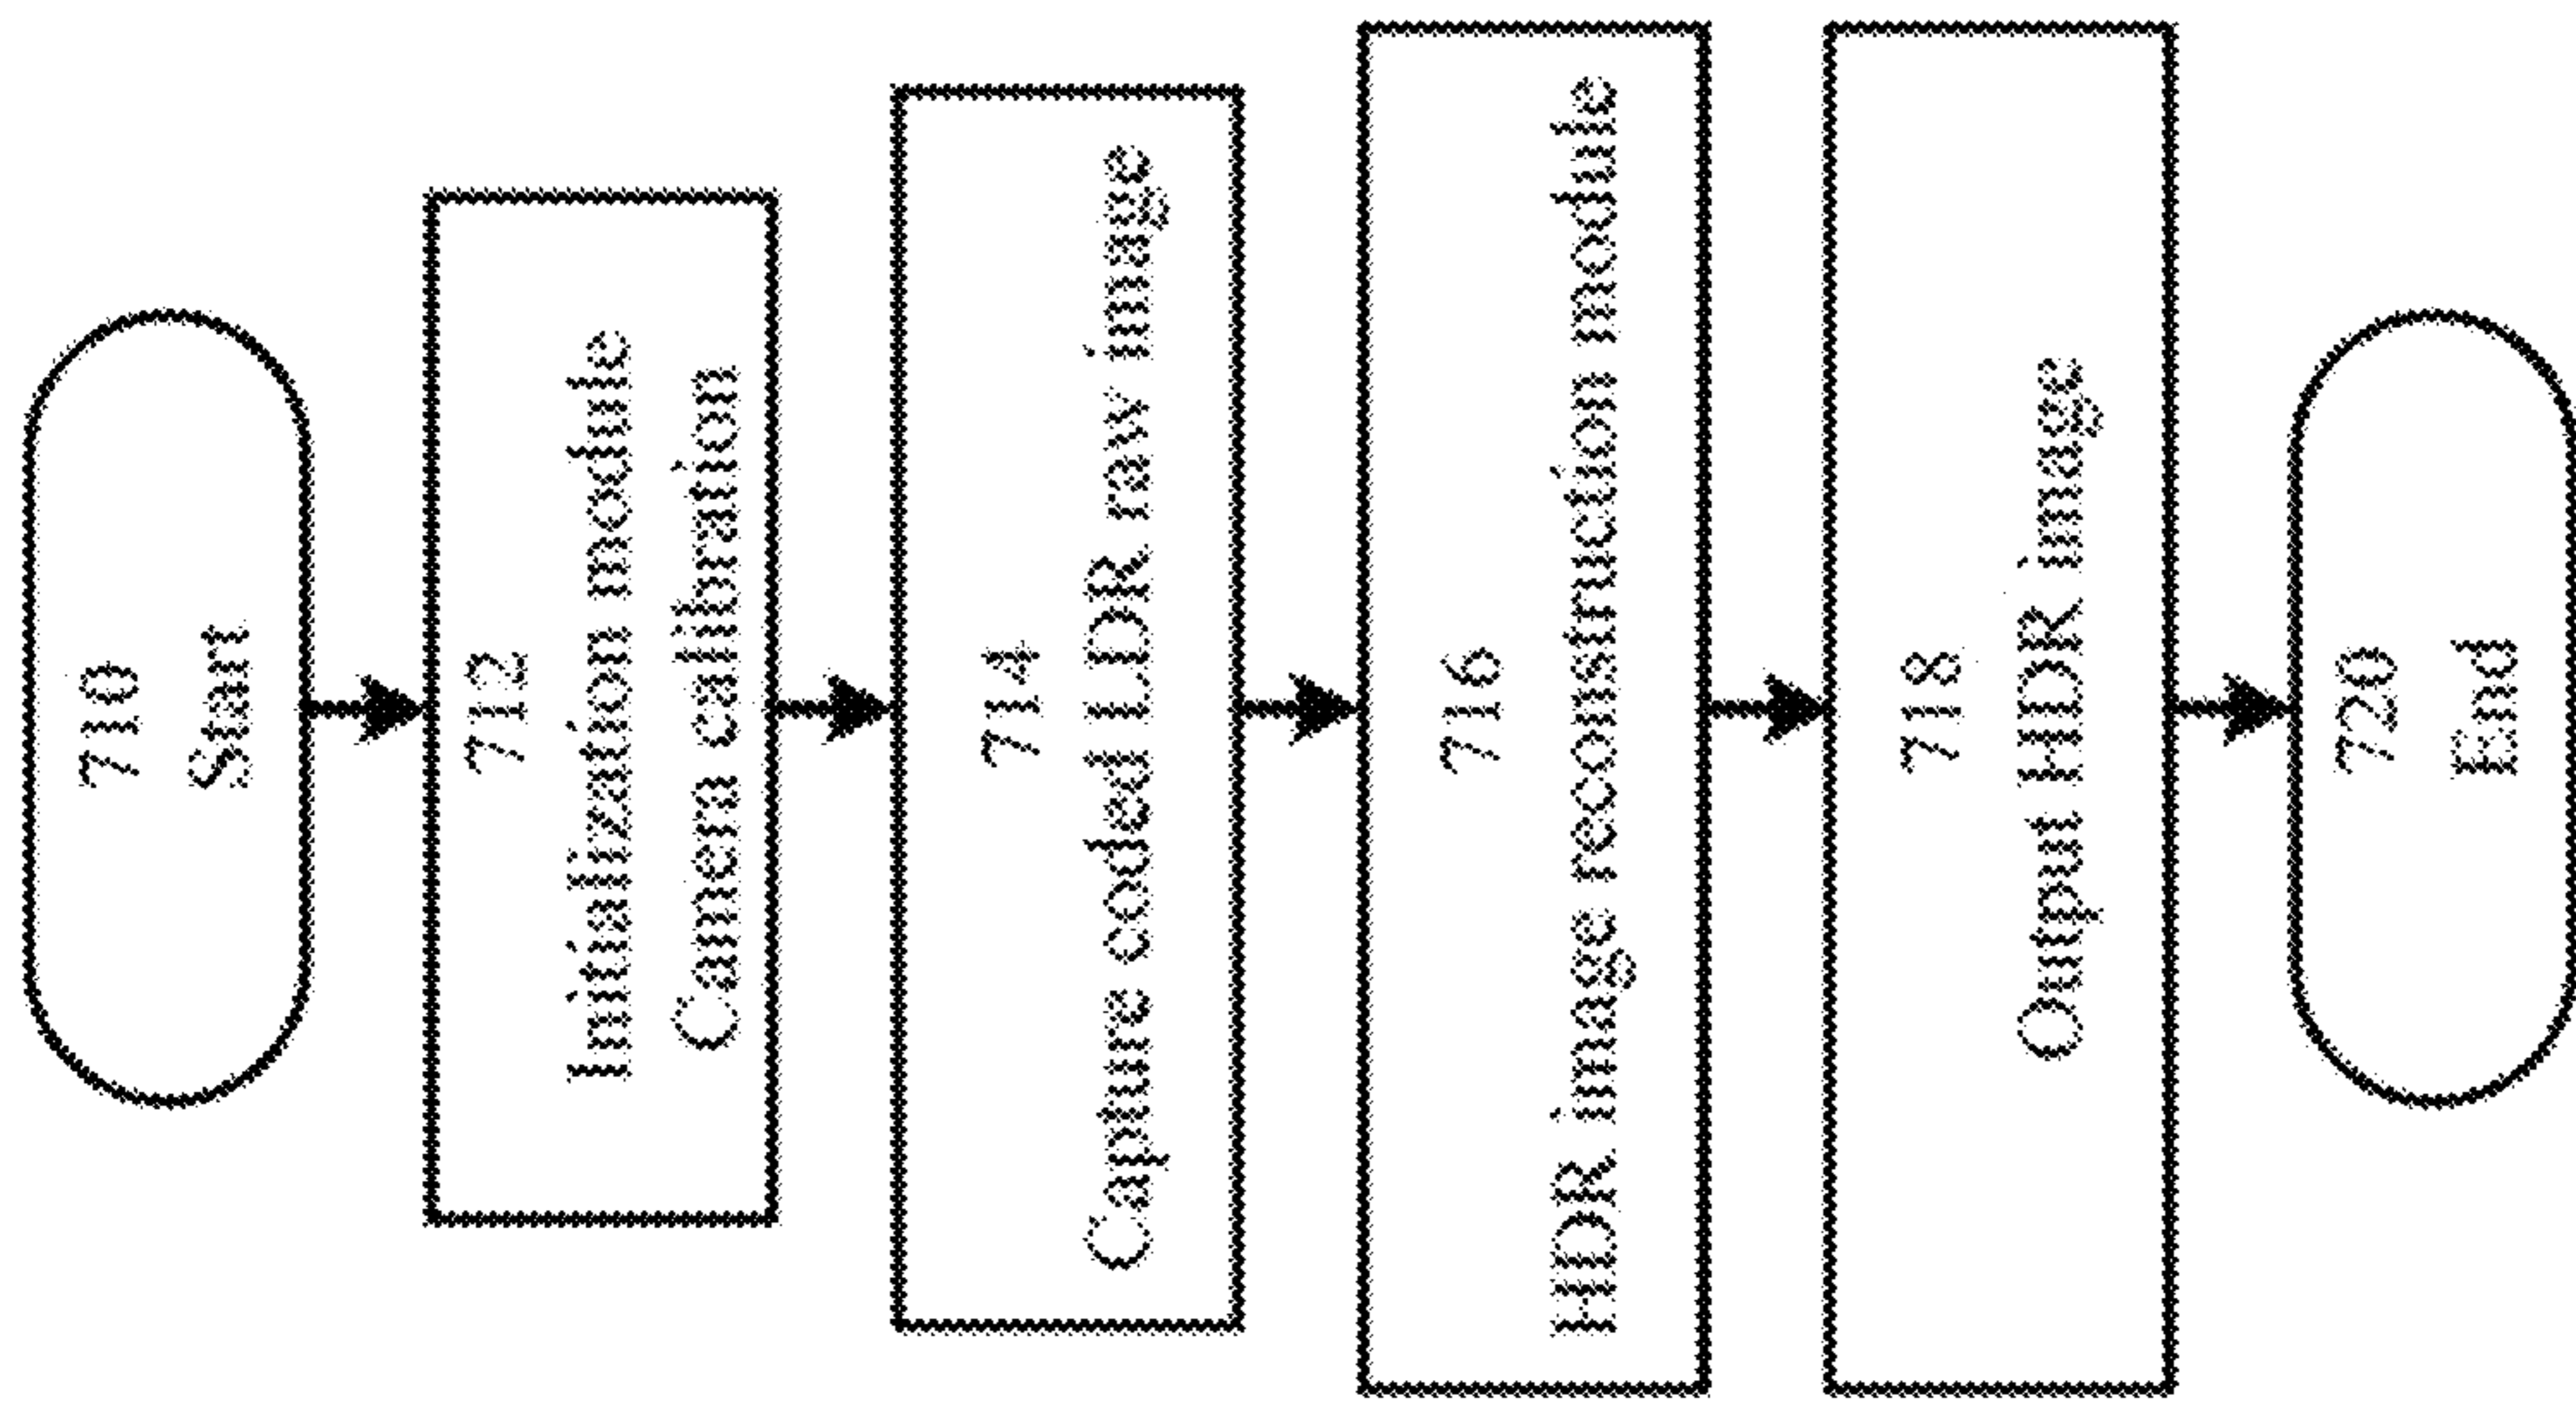 710
Start
712
Initialization module
Camera calibration
714
Capture coded LDR raw image
716
HDR image reconstruction module
718
Output HDR image
720
End